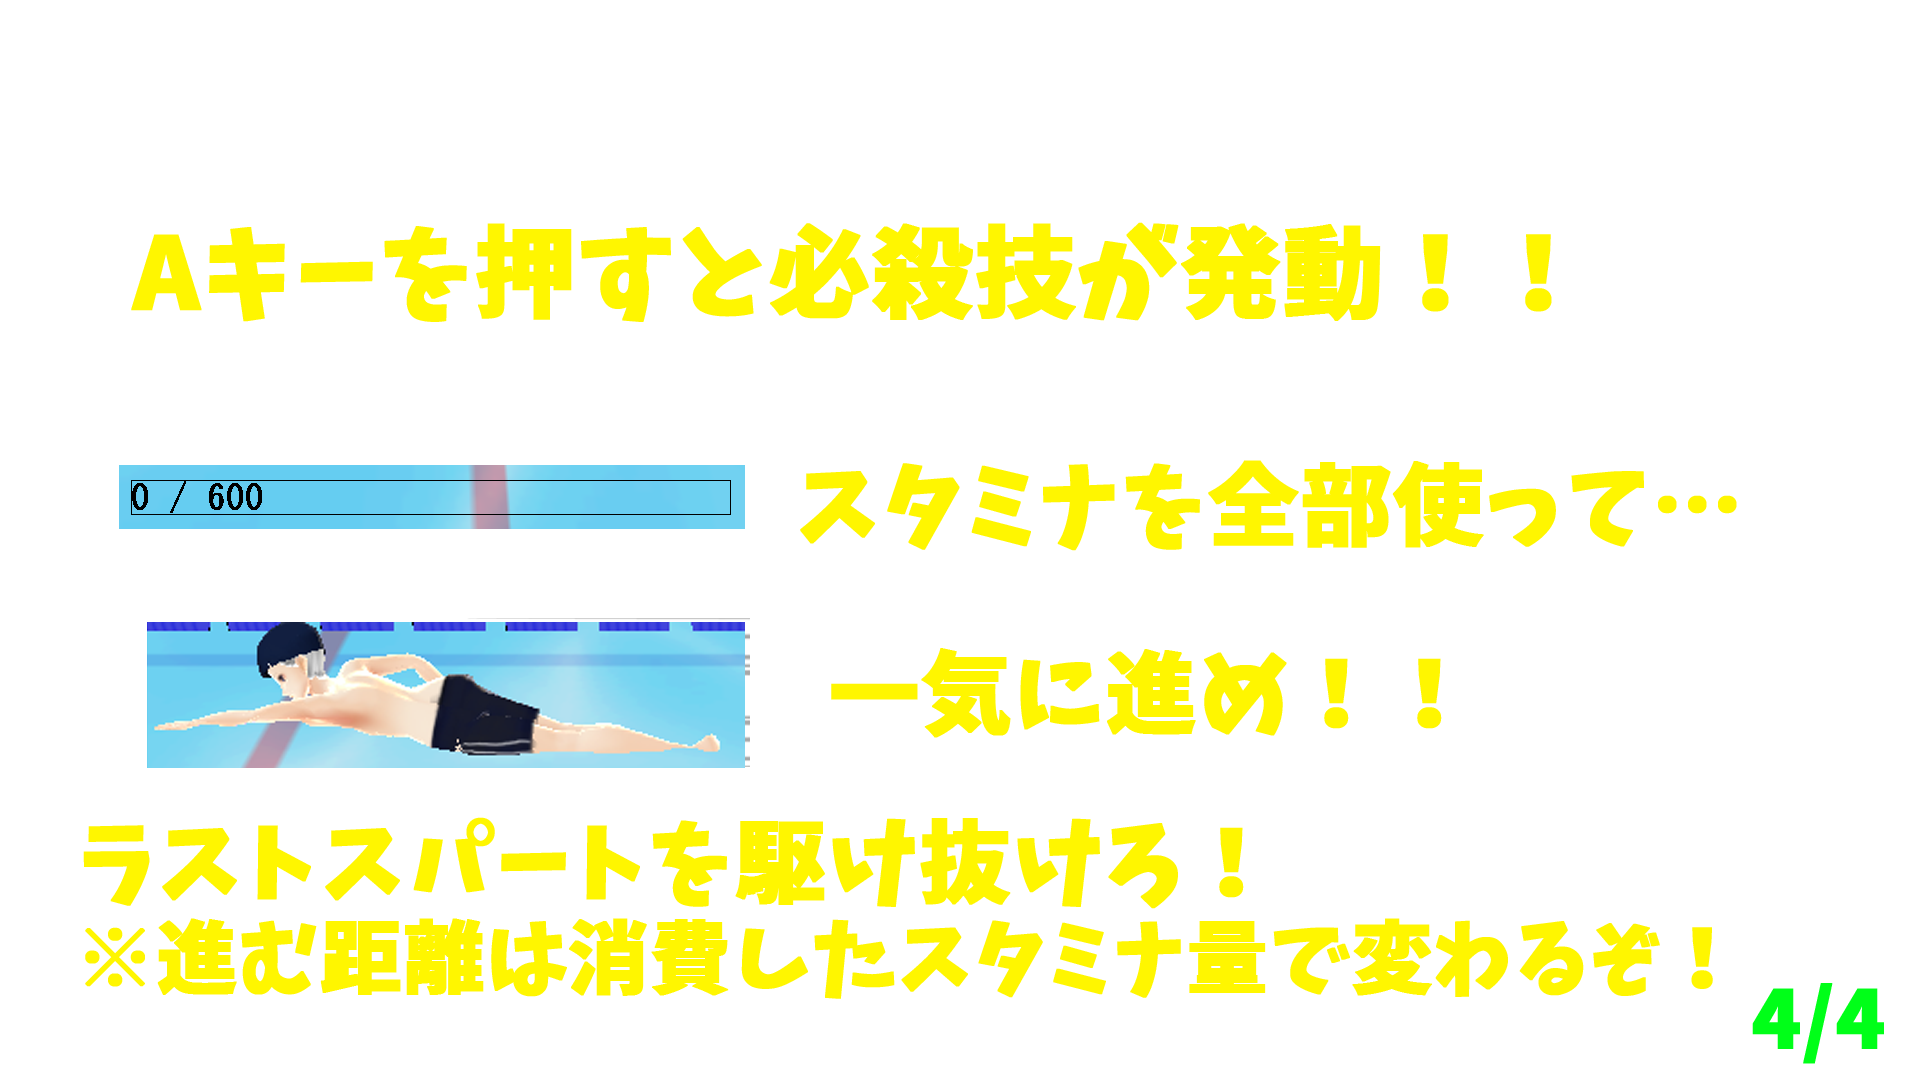 Aキーを押すと必殺技が発動！！
0 / 600
スタミナを全部使って…
一気に進め！！
ラストスパートを駆け抜けろ！
※進む距離は消費したスタミナ量で変わるぞ！
4/4